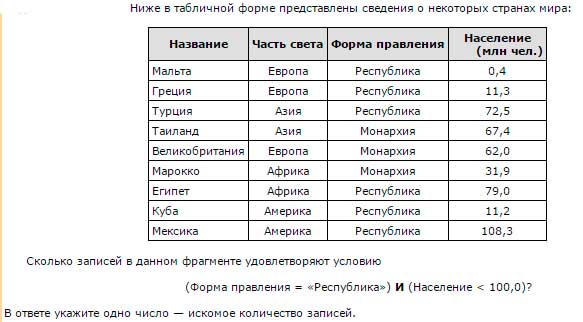 Ниже в табличной форме представлены сведения о некоторых странах мира:
Название Часть света Форма правления Население (млн чел.)
Мальта Европа Республика 0,4
Греция Европа Республика 11,3
Турция Азия Республика 72,5
Таиланд Азия Монархия 67,4
Великобритания Европа Монархия 62,0
Марокко Африка Монархия 31,9
Египет Африка Республика 79,0
Куба Америка Республика 11,2
Мексика Америка Республика 108,3
Сколько записей в данном фрагменте удовлетворяют условию
(Форма правления = «Республика») И (Население < 100,0)?
В ответе укажите одно число — искомое количество записей.